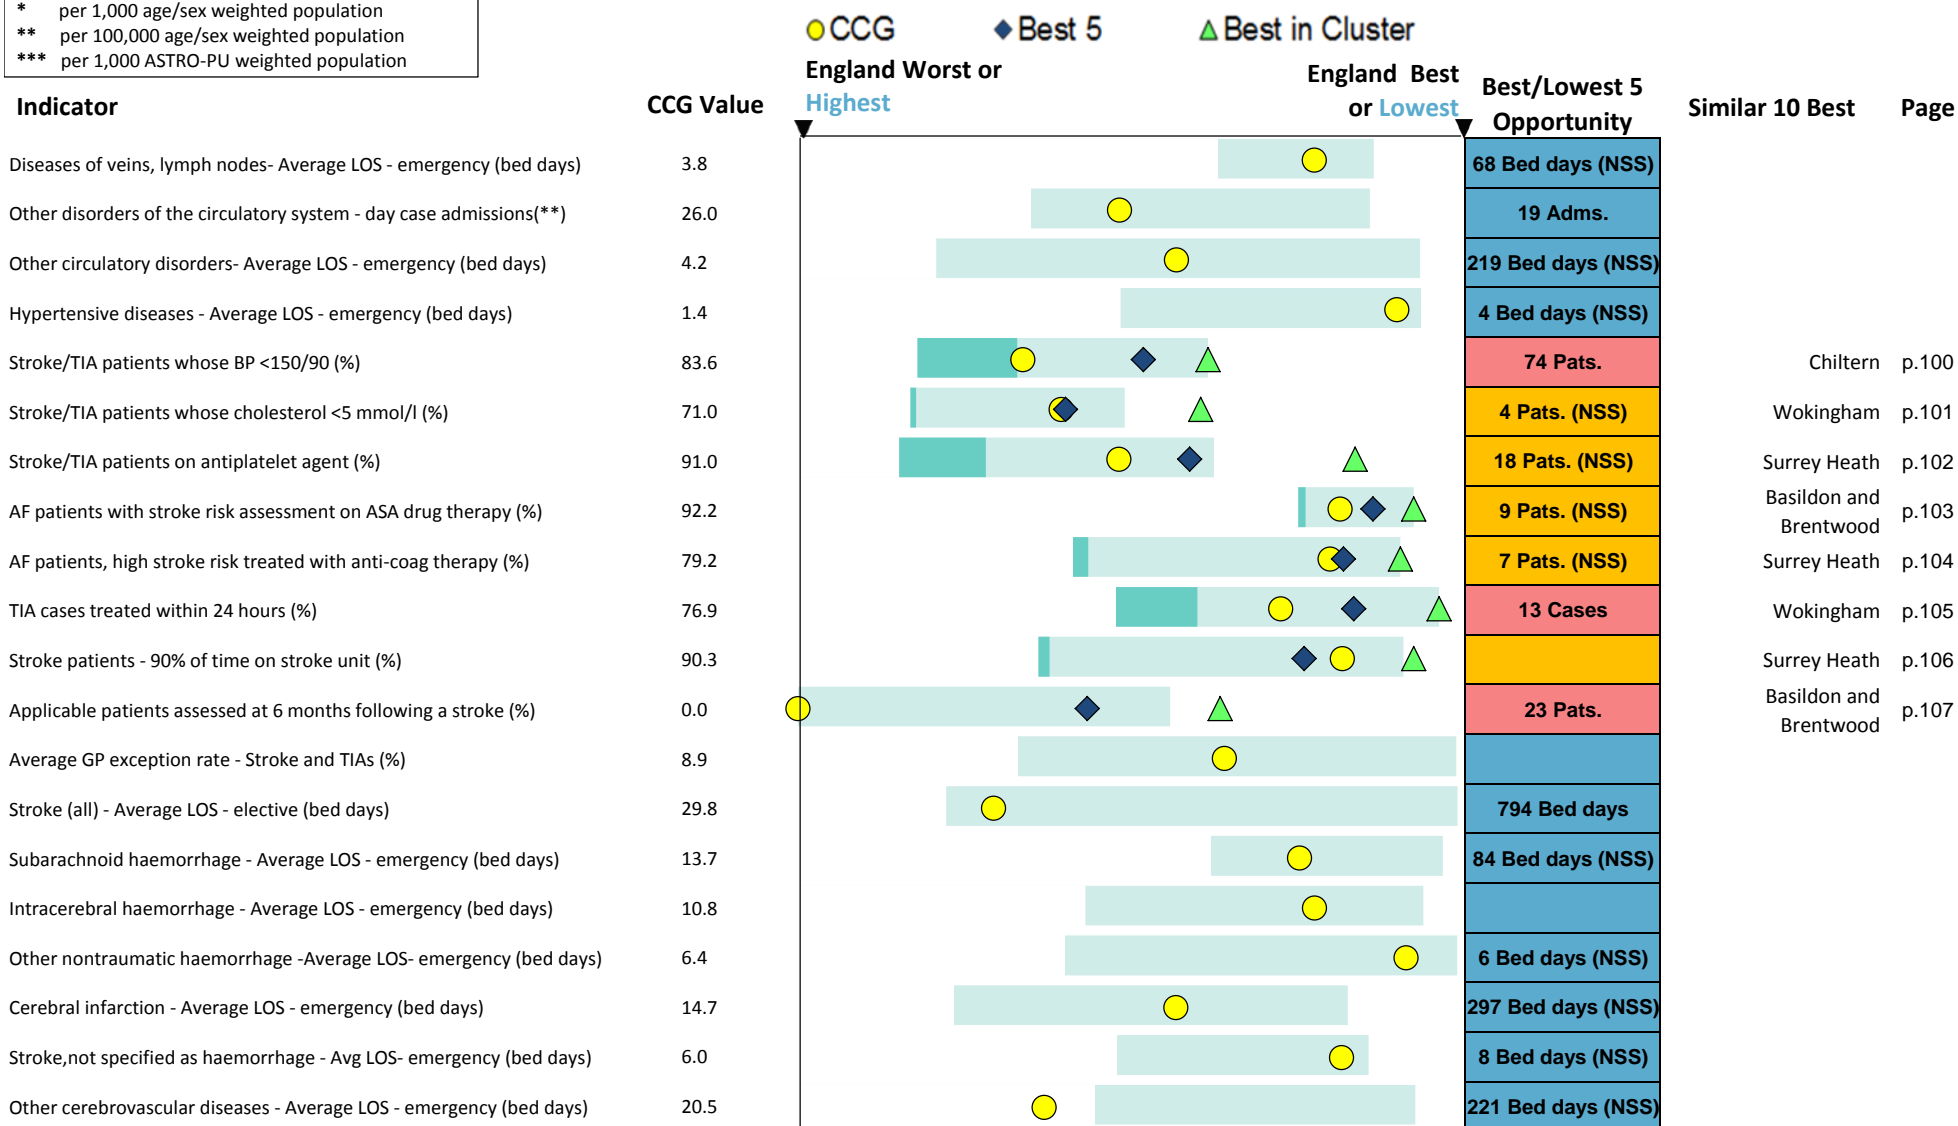 * per 1,000 age/sex weighted population
** per 100,000 age/sex weighted population
*** per 1,000 ASTRO-PU weighted population
CCG Best 5 Best in Cluster
Indicator CCG Value England Worst or Highest England Best or Lowest Best/Lowest 5 Opportunity Similar 10 Best Page
Diseases of veins, lymph nodes- Average LOS - emergency (bed days) 3.8 68 Bed days (NSS)
Other disorders of the circulatory system - day case admissions(**) 26.0 19 Adms.
Other circulatory disorders- Average LOS - emergency (bed days) 4.2 219 Bed days (NSS)
Hypertensive diseases - Average LOS - emergency (bed days) 1.4 4 Bed days (NSS)
Stroke/TIA patients whose BP <150/90 (%) 83.6 74 Pats. Chiltern p.100
Stroke/TIA patients whose cholesterol <5 mmol/l (%) 71.0 4 Pats. (NSS) Wokingham p.101
Stroke/TIA patients on antiplatelet agent (%) 91.0 18 Pats. (NSS) Surrey Heath p.102
AF patients with stroke risk assessment on ASA drug therapy (%) 92.2 9 Pats. (NSS) Basildon and Brentwood p.103
AF patients, high stroke risk treated with anti-coag therapy (%) 79.2 7 Pats. (NSS) Surrey Heath p.104
TIA cases treated within 24 hours (%) 76.9 13 Cases Wokingham p.105
Stroke patients - 90% of time on stroke unit (%) 90.3 Surrey Heath p.106
Applicable patients assessed at 6 months following a stroke (%) 0.0 23 Pats. Basildon and Brentwood p.107
Average GP exception rate - Stroke and TIAs (%) 8.9
Stroke (all) - Average LOS - elective (bed days) 29.8 794 Bed days
Subarachnoid haemorrhage - Average LOS - emergency (bed days) 13.7 84 Bed days (NSS)
Intracerebral haemorrhage - Average LOS - emergency (bed days) 10.8
Other nontraumatic haemorrhage -Average LOS- emergency (bed days) 6.4 6 Bed days (NSS)
Cerebral infarction - Average LOS - emergency (bed days) 14.7 297 Bed days (NSS)
Stroke,not specified as haemorrhage - Avg LOS- emergency (bed days) 6.0 8 Bed days (NSS)
Other cerebrovascular diseases - Average LOS - emergency (bed days) 20.5 221 Bed days (NSS)